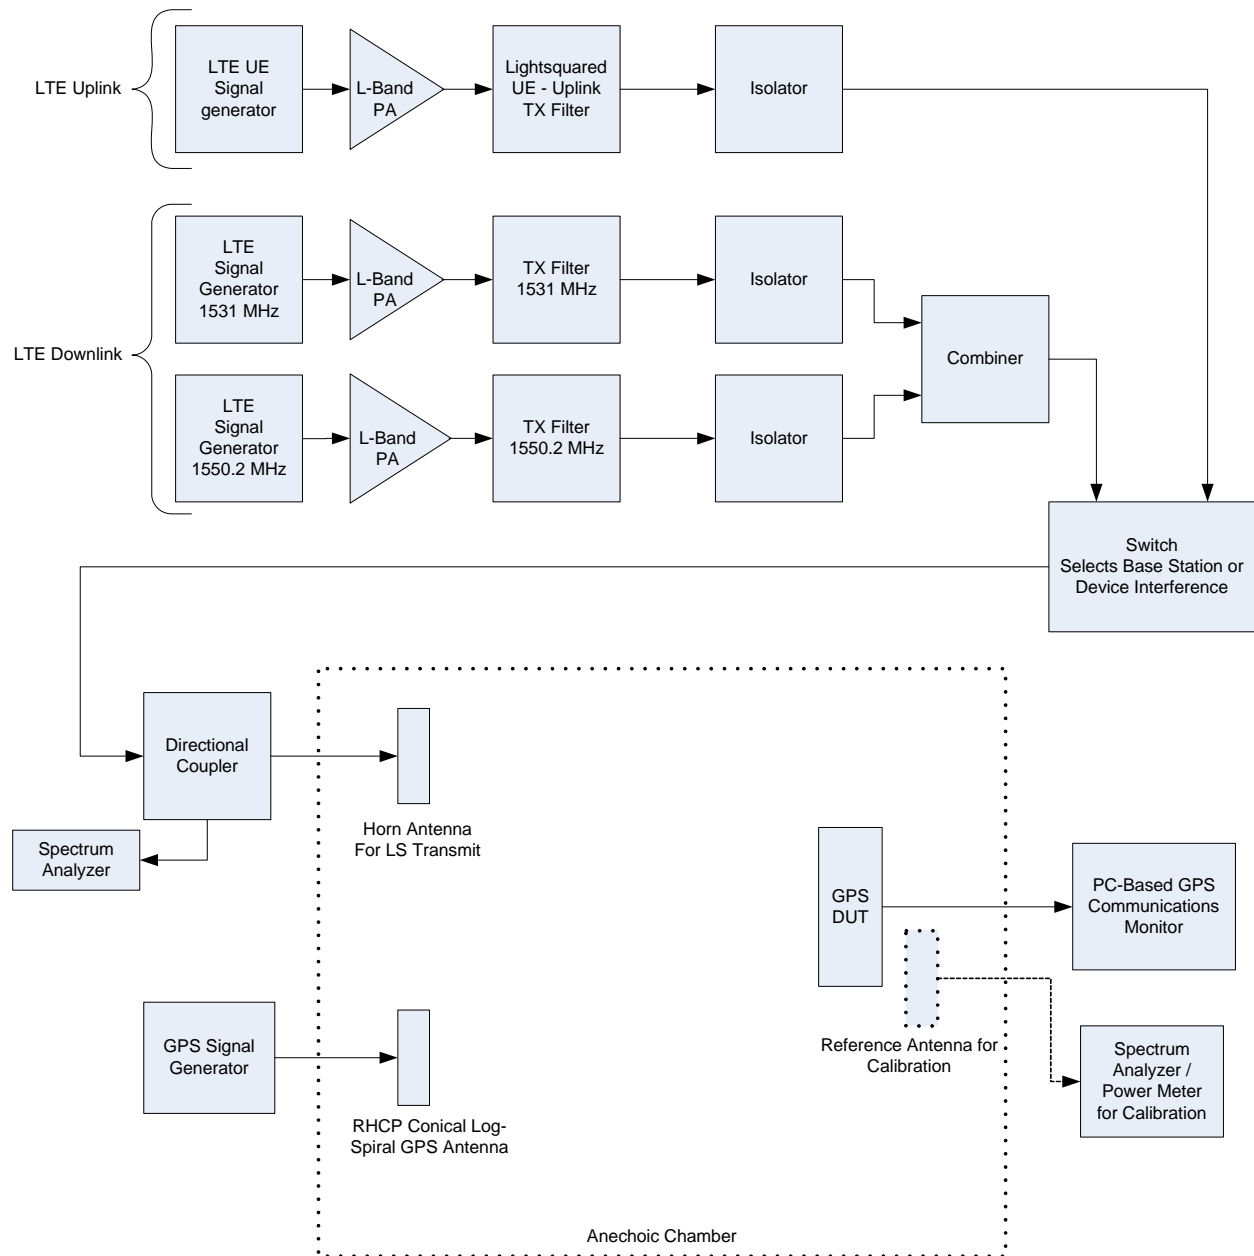 LTE Uplink
LTE UE
Signal
generator
L-Band
PA
Lightsquared
UE - Uplink
TX Filter
Isolator
LTE Downlink
LTE
Signal
Generator
1531 MHz
L-Band
PA
TX Filter
1531 MHz
Isolator
Combiner
LTE
Signal
Generator
1550.2 MHz
L-Band
PA
TX Filter
1550.2 MHz
Isolator
Switch
Selects Base Station or
Device Interference
Directional
Coupler
Spectrum
Analyzer
Horn Antenna
For LS Transmit
GPS
DUT
PC-Based GPS
Communications
Monitor
GPS Signal
Generator
RHCP Conical Log-
Spiral GPS Antenna
Reference Antenna for
Calibration
Spectrum
Analyzer /
Power Meter
for Calibration
Anechoic Chamber